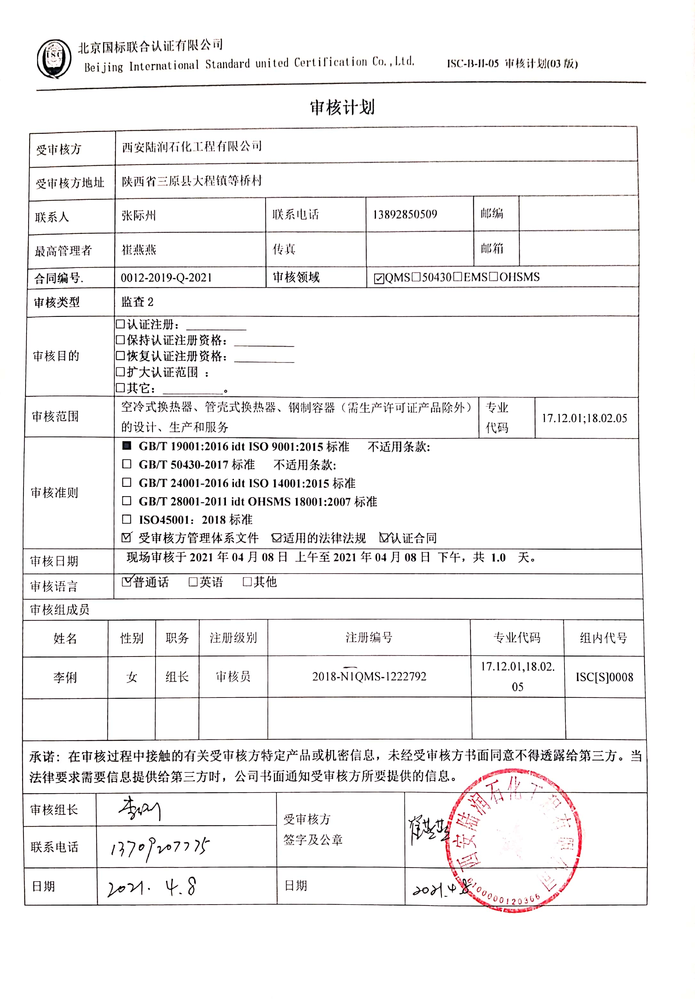 ISC
北京国标联合认证有限公司
Beijing International Standard united Certification Co.,Ltd.
ISC-B-II-05 审核计划(03 版)
审核计划
受审核方 西安陆润石化工程有限公司
受审核方地址 陕西省三原县大程镇等桥村
联系人 张际州 联系电话 13892850509 邮编
最高管理者 崔燕燕 传真 邮箱
合同编号. 0012-2019-Q-2021 审核领域 ☑QMS□50430□EMS□OHSMS
审核类型 监查 2
审核目的
□认证注册：__________
□保持认证注册资格：__________
□恢复认证注册资格：__________
□扩大认证范围 ：
□其它：__________。
审核范围 空冷式换热器、管壳式换热器、钢制容器（需生产许可证产品除外）
的设计、生产和服务
专业
代码
17.12.01;18.02.05
审核准则
■ GB/T 19001:2016 idt ISO 9001:2015 标准 不适用条款:
□ GB/T 50430-2017 标准 不适用条款:
□ GB/T 24001-2016 idt ISO 14001:2015 标准
□ GB/T 28001-2011 idt OHSMS 18001:2007 标准
□ ISO45001：2018 标准
☑ 受审核方管理体系文件 ☑适用的法律法规 ☑认证合同
审核日期 现场审核于 2021 年 04 月 08 日 上午至 2021 年 04 月 08 日 下午，共 1.0 天。
审核语言 ☑普通话 □英语 □其他
审核组成员
姓名 性别 职务 注册级别 注册编号 专业代码 组内代号
李俐 女 组长 审核员 2018-N1QMS-1222792 17.12.01,18.02.
05
ISC[S]0008
承诺：在审核过程中接触的有关受审核方特定产品或机密信息，未经受审核方书面同意不得透露给第三方。当
法律要求需要信息提供给第三方时，公司书面通知受审核方所要提供的信息。
审核组长 李俐
联系电话 13709207775
受审核方
签字及公章
崔燕燕
西安陆润石化工程有限公司
6100000120366
日期 2021. 4.8
日期 2021.4.8